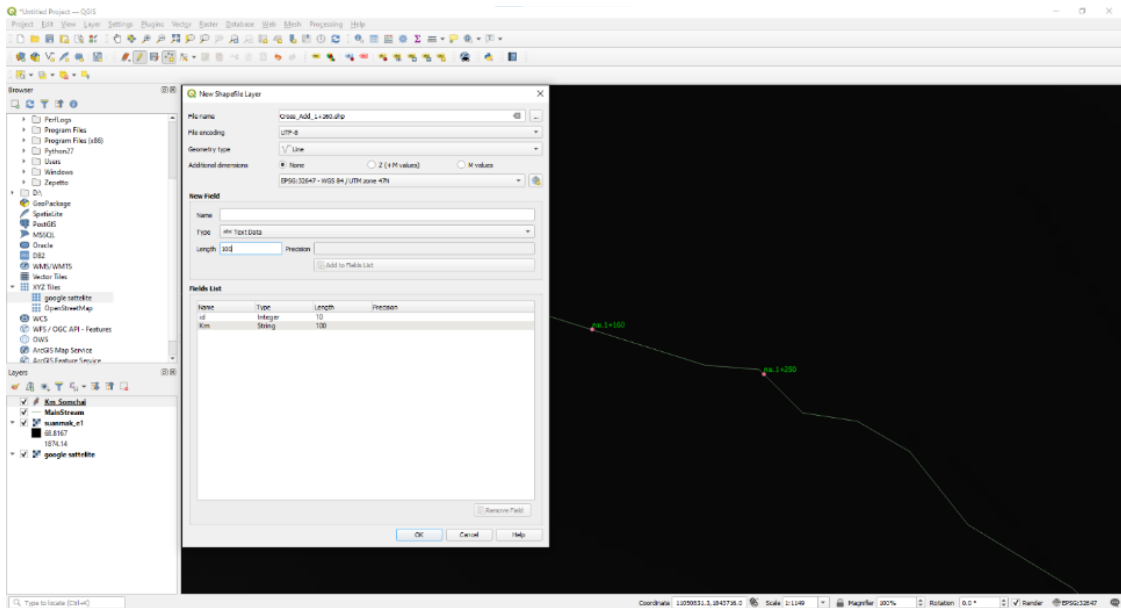 *Untitled Project — QGIS
Project Edit View Layer Settings Plugins Vector Raster Database Web Mesh Processing Help
Browser
PerfLogs
Program Files
Program Files (x86)
Python27
Users
Windows
Zepetto
D:\
GeoPackage
SpatiaLite
PostGIS
MSSQL
Oracle
DB2
WMS/WMTS
Vector Tiles
XYZ Tiles
google sattelite
OpenStreetMap
WCS
WFS / OGC API - Features
OWS
ArcGIS Map Service
ArcGIS Feature Service
Layers
Km_Somchai
MainStream
suanmak_e1
68.8167
1874.14
google sattelite
New Shapefile Layer
File name Cross_Add_1+160.shp
File encoding UTF-8
Geometry type Line
Additional dimensions None Z (+ M values) M values
EPSG:32647 - WGS 84 / UTM zone 47N
New Field
Name
Type abc Text Data
Length 100 Precision
Add to Fields List
Fields List
Name Type Length Precision
id Integer 10
Km String 100
Remove Field
OK Cancel Help
กม.1+160
กม.1+250
Type to locate (Ctrl+K)
Coordinate 11050831.3,1843716.0 Scale 1:1149 Magnifier 100% Rotation 0.0 ° Render EPSG:32647